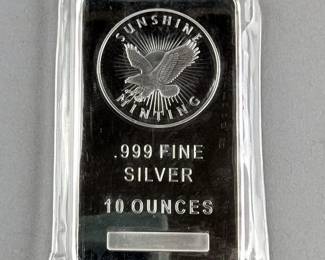 SUNSHINE
MINTING
.999 FINE
SILVER
10 OUNCES